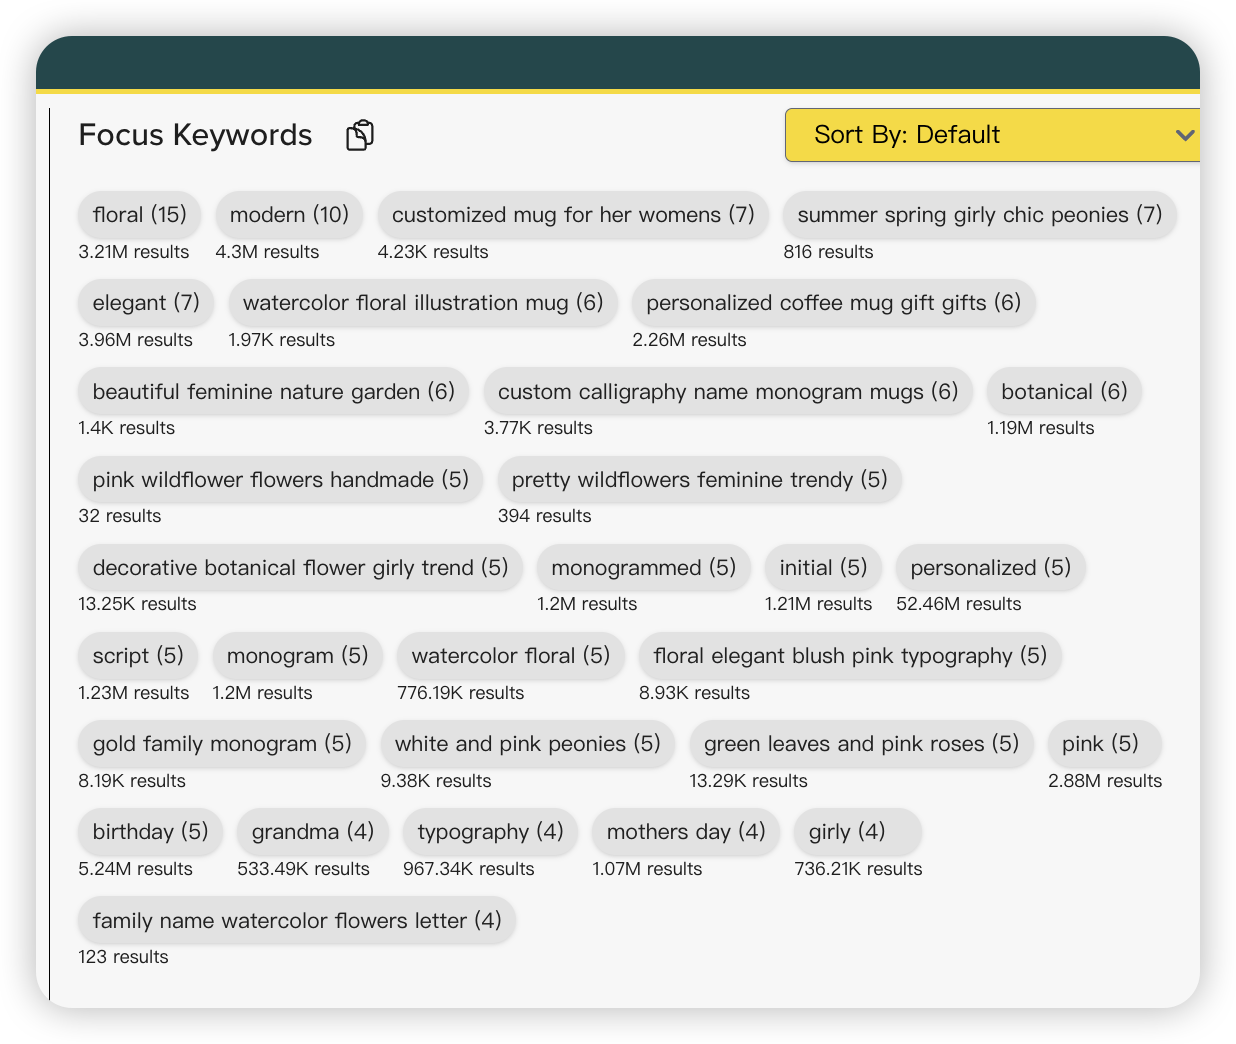 Focus Keywords
Sort By: Default
floral (15) modern (10) customized mug for her womens (7) summer spring girly chic peonies (7)
3.21M results 4.3M results 4.23K results 816 results
elegant (7) watercolor floral illustration mug (6) personalized coffee mug gift gifts (6)
3.96M results 1.97K results 2.26M results
beautiful feminine nature garden (6) custom calligraphy name monogram mugs (6) botanical (6)
1.4K results 3.77K results 1.19M results
pink wildflower flowers handmade (5) pretty wildflowers feminine trendy (5)
32 results 394 results
decorative botanical flower girly trend (5) monogrammed (5) initial (5) personalized (5)
13.25K results 1.2M results 1.21M results 52.46M results
script (5) monogram (5) watercolor floral (5) floral elegant blush pink typography (5)
1.23M results 1.2M results 776.19K results 8.93K results
gold family monogram (5) white and pink peonies (5) green leaves and pink roses (5) pink (5)
8.19K results 9.38K results 13.29K results 2.88M results
birthday (5) grandma (4) typography (4) mothers day (4) girly (4)
5.24M results 533.49K results 967.34K results 1.07M results 736.21K results
family name watercolor flowers letter (4)
123 results